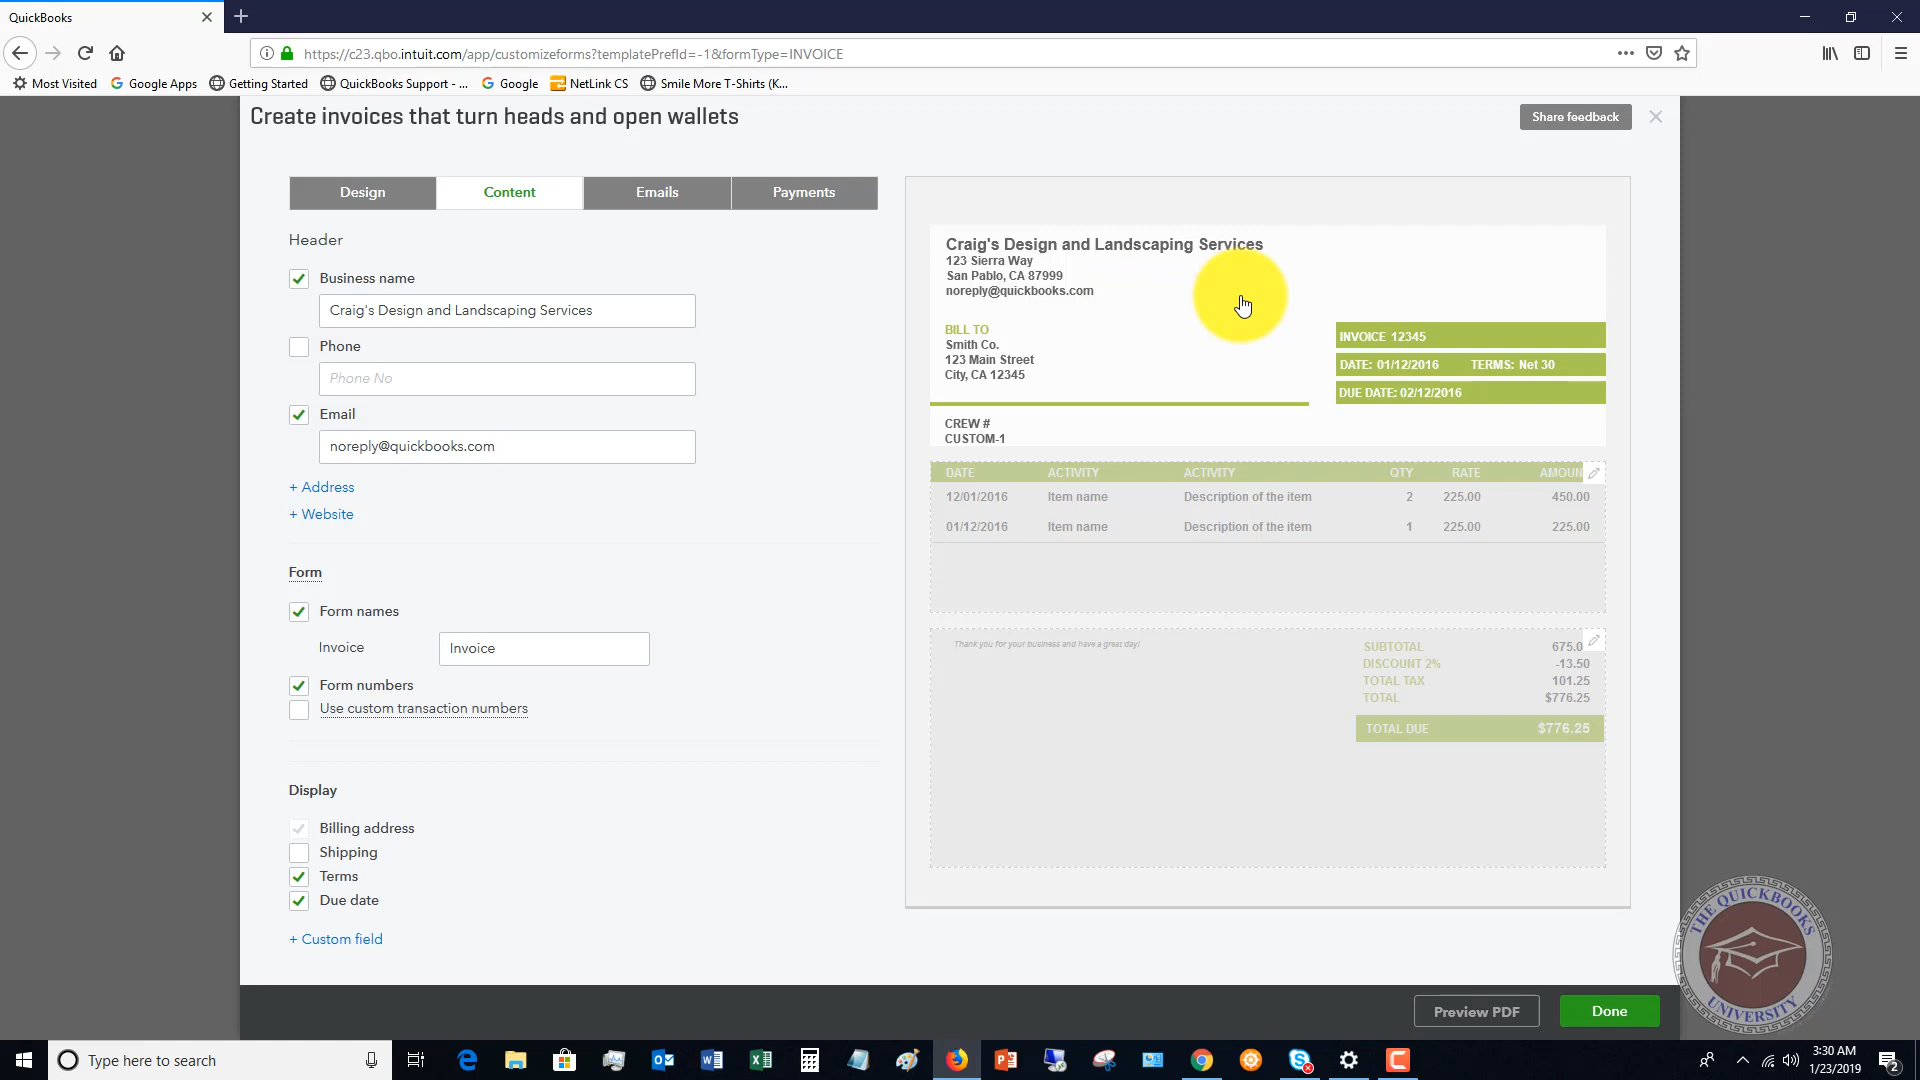 QuickBooks
https://c23.qbo.intuit.com/app/customizeforms?templatePrefId=-1&formType=INVOICE
Most Visited Google Apps Getting Started QuickBooks Support - ... Google NetLink CS Smile More T-Shirts (K...
Create invoices that turn heads and open wallets
Share feedback
Design Content Emails Payments
Header
Business name
Craig's Design and Landscaping Services
Phone
Phone No
Email
noreply@quickbooks.com
+ Address
+ Website
Form
Form names
Invoice Invoice
Form numbers
Use custom transaction numbers
Display
Billing address
Shipping
Terms
Due date
+ Custom field
Craig's Design and Landscaping Services
123 Sierra Way
San Pablo, CA 87999
noreply@quickbooks.com
BILL TO
Smith Co.
123 Main Street
City, CA 12345
INVOICE 12345
DATE: 01/12/2016 TERMS: Net 30
DUE DATE: 02/12/2016
CREW #
CUSTOM-1
DATE ACTIVITY ACTIVITY QTY RATE AMOUN
12/01/2016 Item name Description of the item 2 225.00 450.00
01/12/2016 Item name Description of the item 1 225.00 225.00
Thank you for your business and have a great day!
SUBTOTAL 675.0
DISCOUNT 2% -13.50
TOTAL TAX 101.25
TOTAL $776.25
TOTAL DUE $776.25
Preview PDF
Done
THE QUICKBOOKS UNIVERSITY
Type here to search
3:30 AM
1/23/2019
2